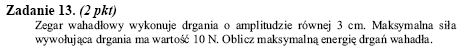 Zadanie 13. (2 pkt)
Zegar wahadłowy wykonuje drgania o amplitudzie równej 3 cm. Maksymalna siła
wywołująca drgania ma wartość 10 N. Oblicz maksymalną energię drgań wahadła.